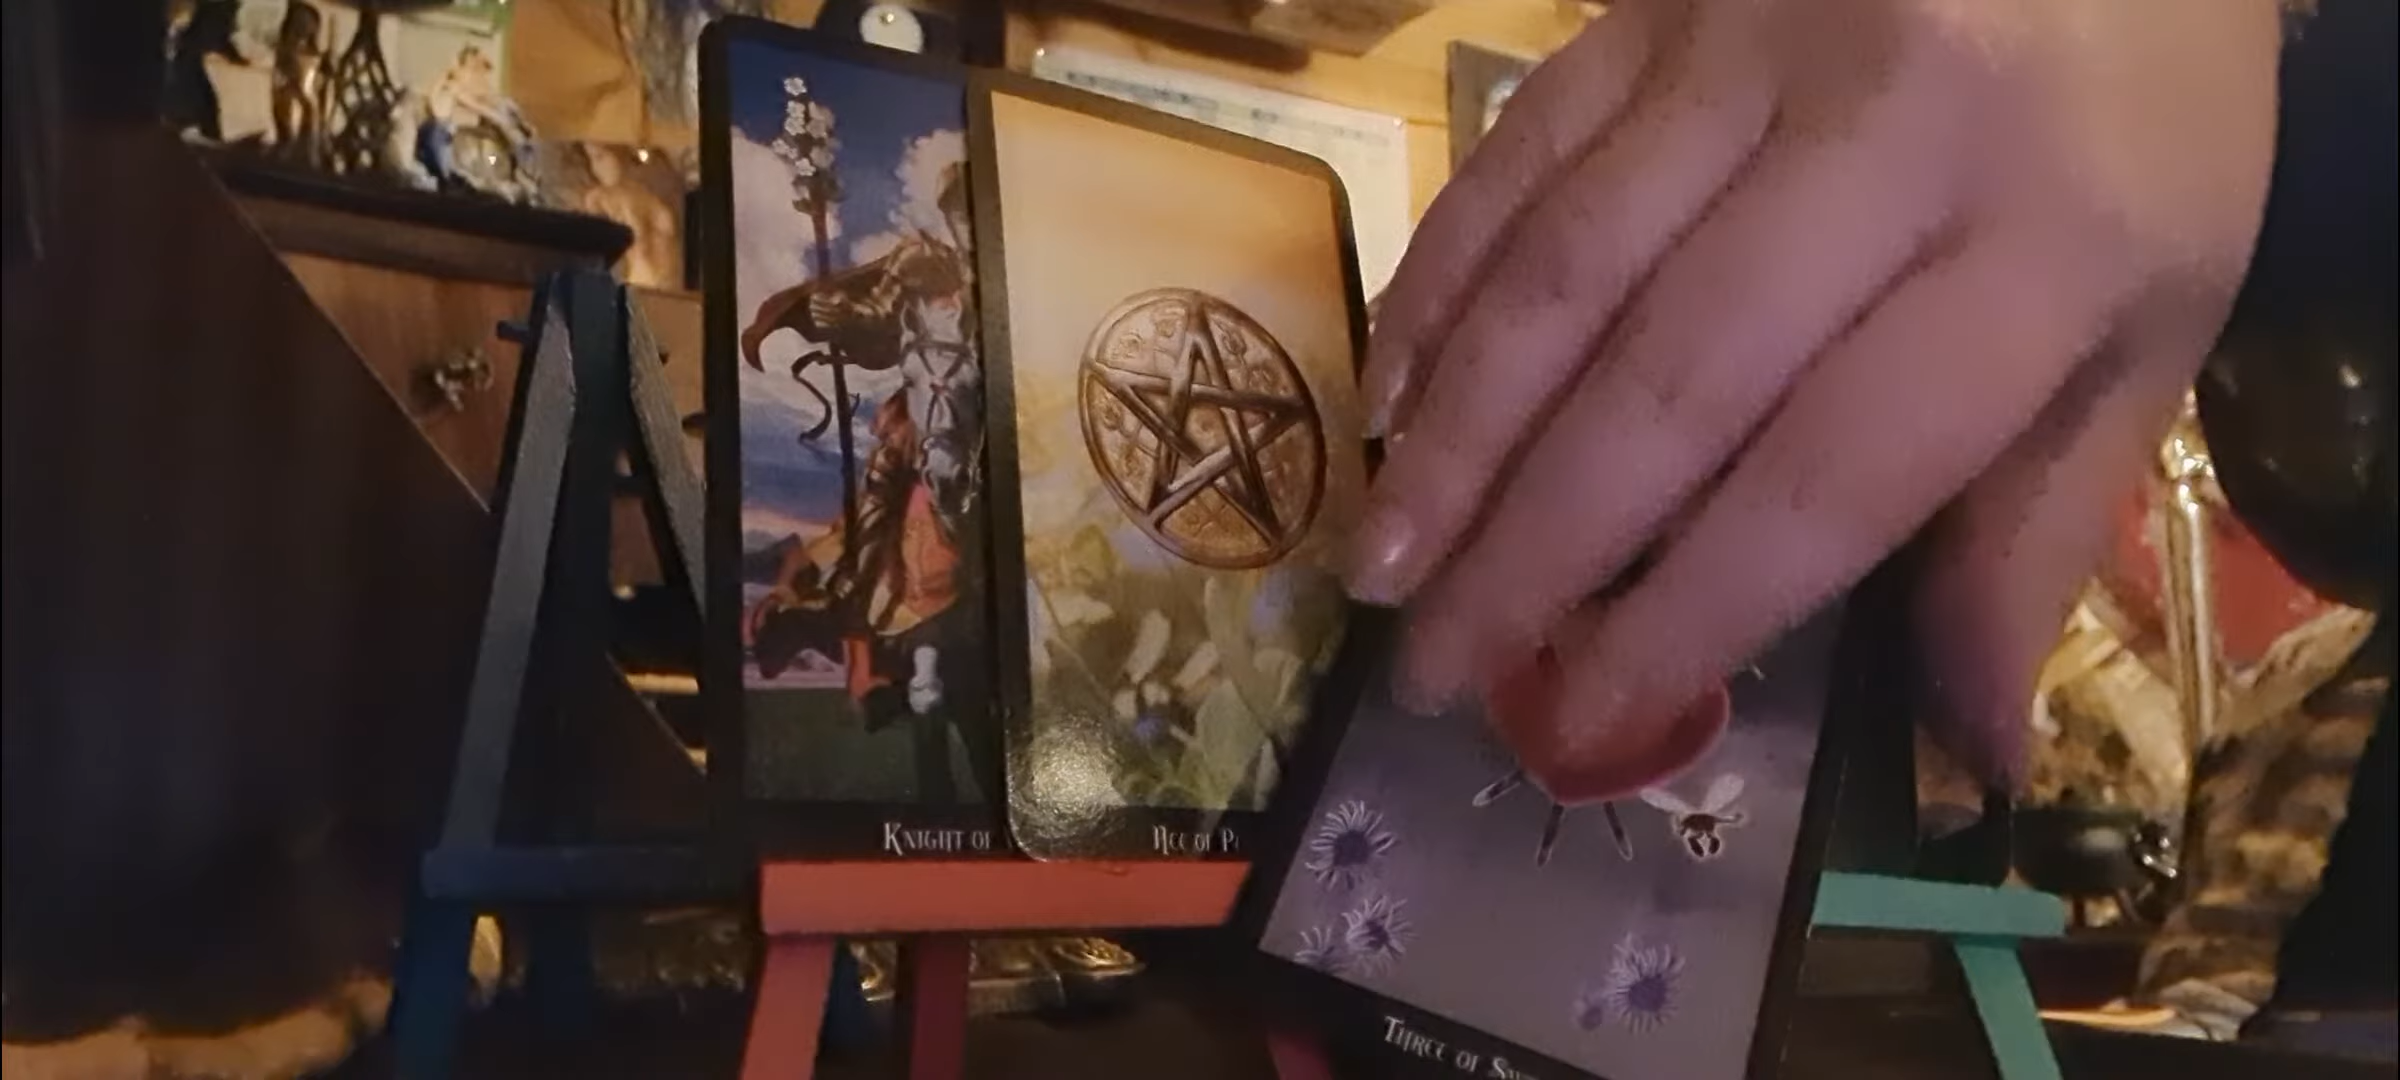 Knight of
Ace of P
Three of Sw